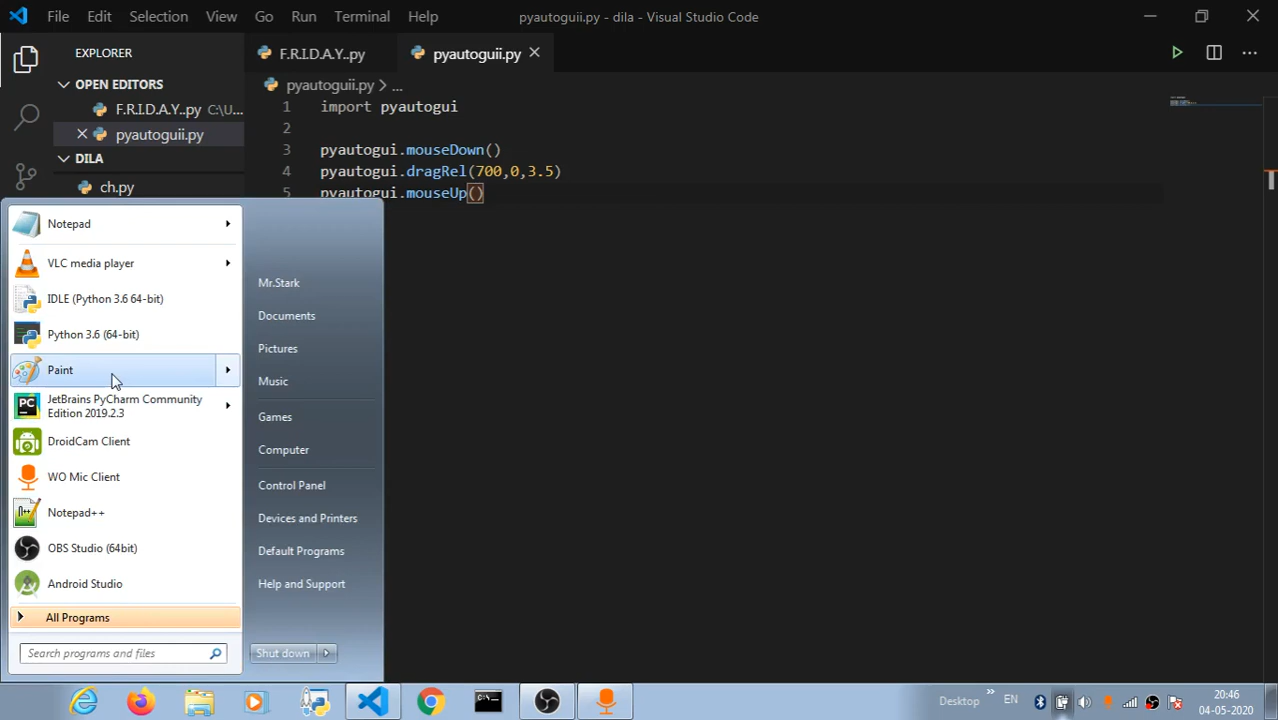 File Edit Selection View Go Run Terminal Help pyautoguii.py - dila - Visual Studio Code
EXPLORER F.R.I.D.A.Y..py pyautoguii.py
OPEN EDITORS pyautoguii.py > ...
F.R.I.D.A.Y..py C:\U... 1 import pyautogui
pyautoguii.py 2
DILA 3 pyautogui.mouseDown()
ch.py 4 pyautogui.dragRel(700,0,3.5)
5 pyautogui.mouseUp()
Notepad
VLC media player
IDLE (Python 3.6 64-bit)
Python 3.6 (64-bit)
Paint
JetBrains PyCharm Community
Edition 2019.2.3
DroidCam Client
WO Mic Client
Notepad++
OBS Studio (64bit)
Android Studio
All Programs
Search programs and files
Mr.Stark
Documents
Pictures
Music
Games
Computer
Control Panel
Devices and Printers
Default Programs
Help and Support
Shut down
PC
Desktop » EN 20:46
04-05-2020